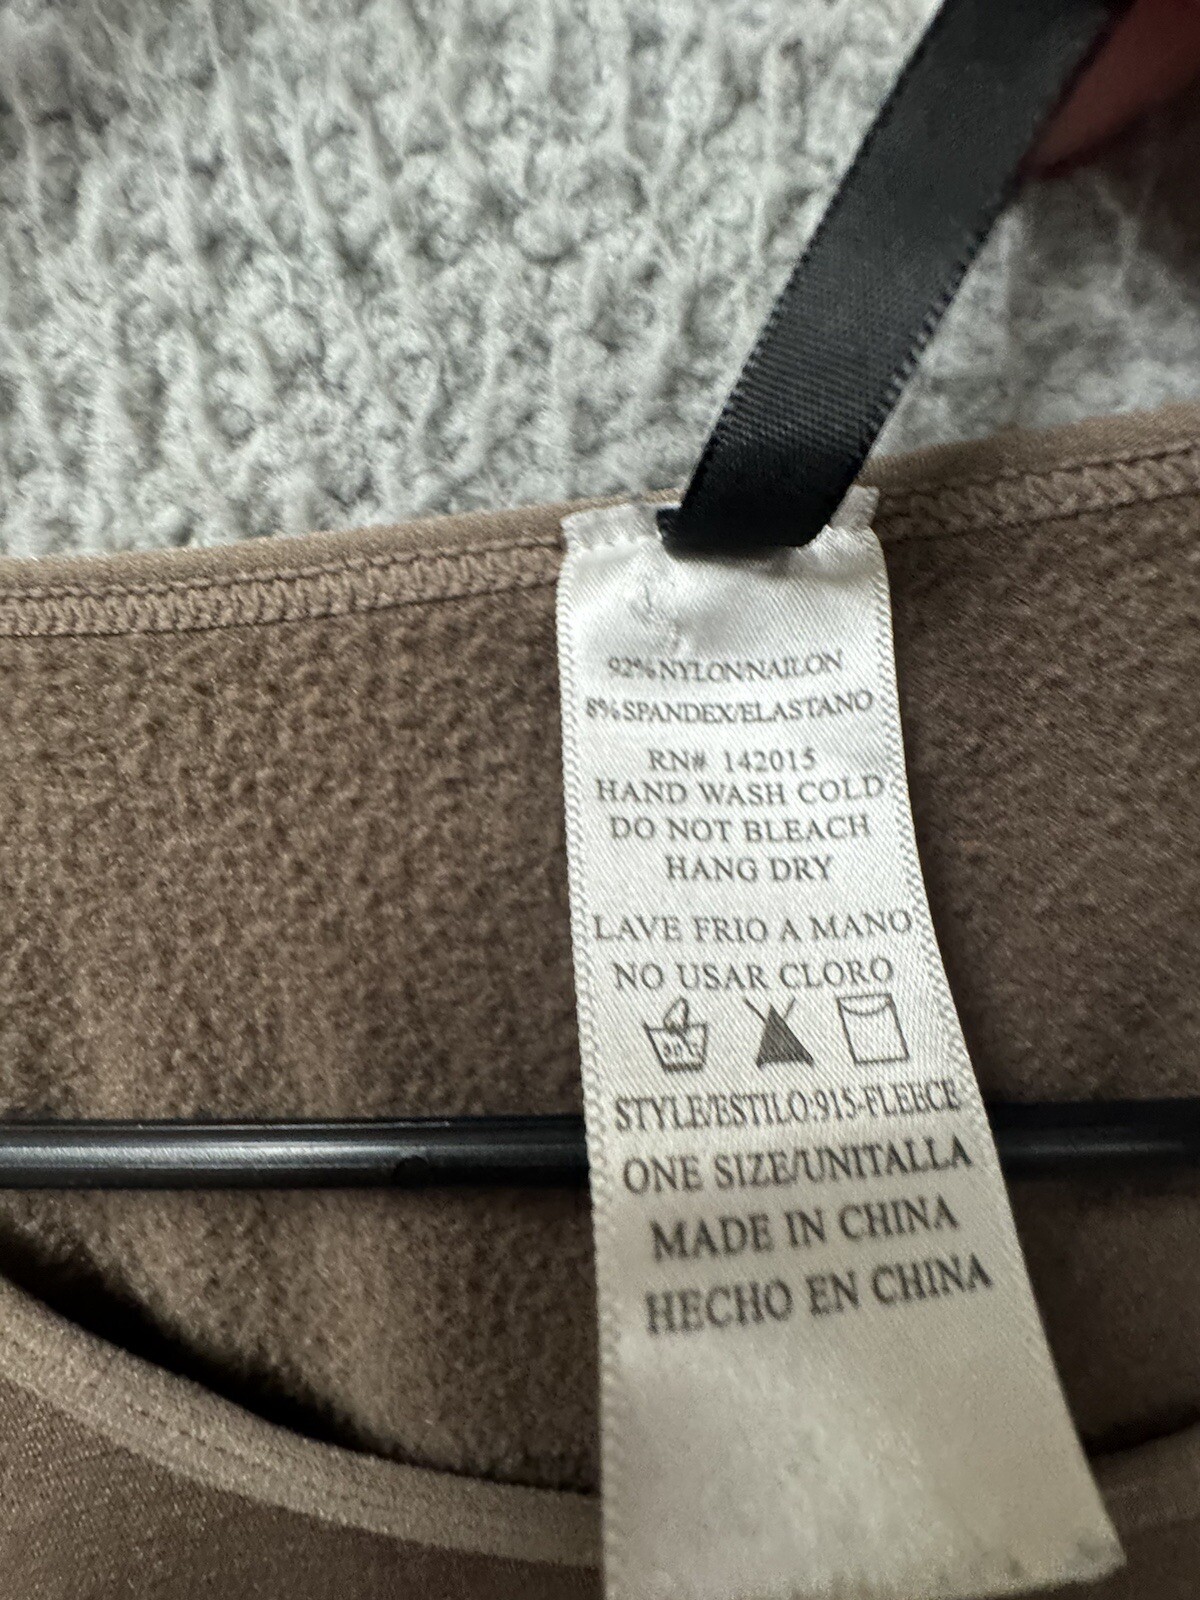 92%NYLON/NAILON
8%SPANDEX/ELASTANO
RN# 142015
HAND WASH COLD
DO NOT BLEACH
HANG DRY
LAVE FRIO A MANO
NO USAR CLORO
STYLE/ESTILO:915-FLEECE
ONE SIZE/UNITALLA
MADE IN CHINA
HECHO EN CHINA